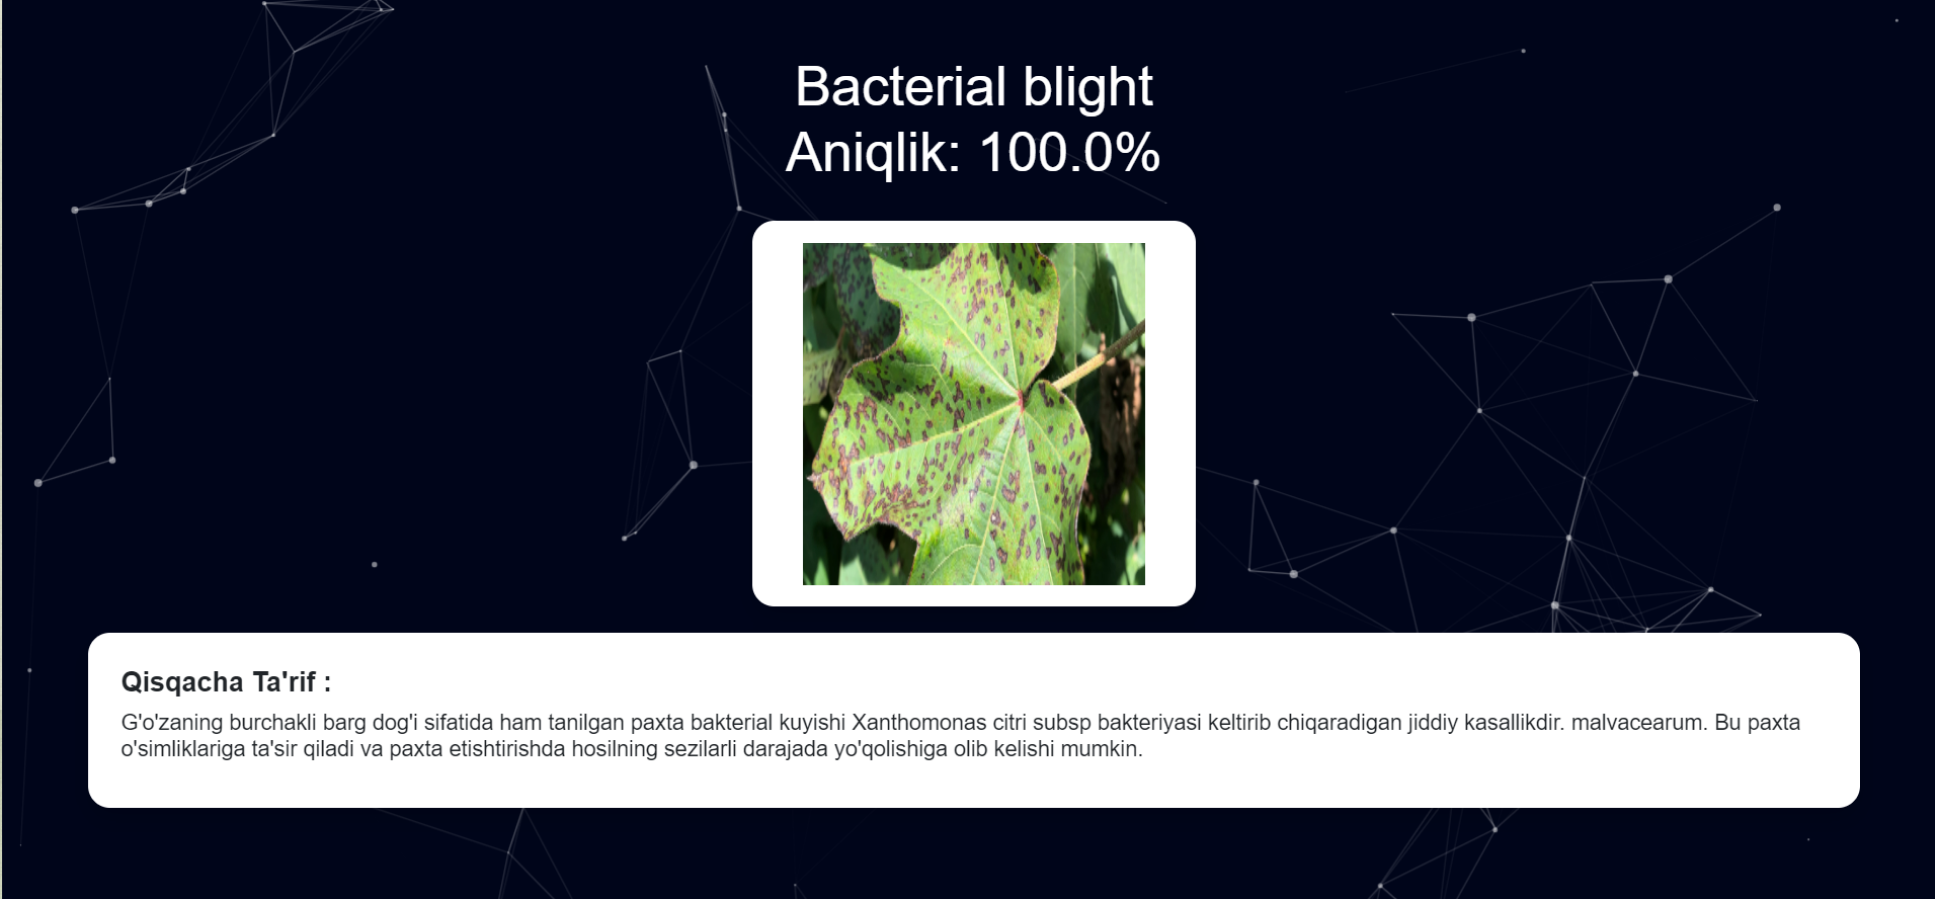 Bacterial blight
Aniqlik: 100.0%
Qisqacha Ta'rif :
G'o'zaning burchakli barg dog'i sifatida ham tanilgan paxta bakterial kuyishi Xanthomonas citri subsp bakteriyasi keltirib chiqaradigan jiddiy kasallikdir. malvacearum. Bu paxta
o'simliklariga ta'sir qiladi va paxta etishtirishda hosilning sezilarli darajada yo'qolishiga olib kelishi mumkin.